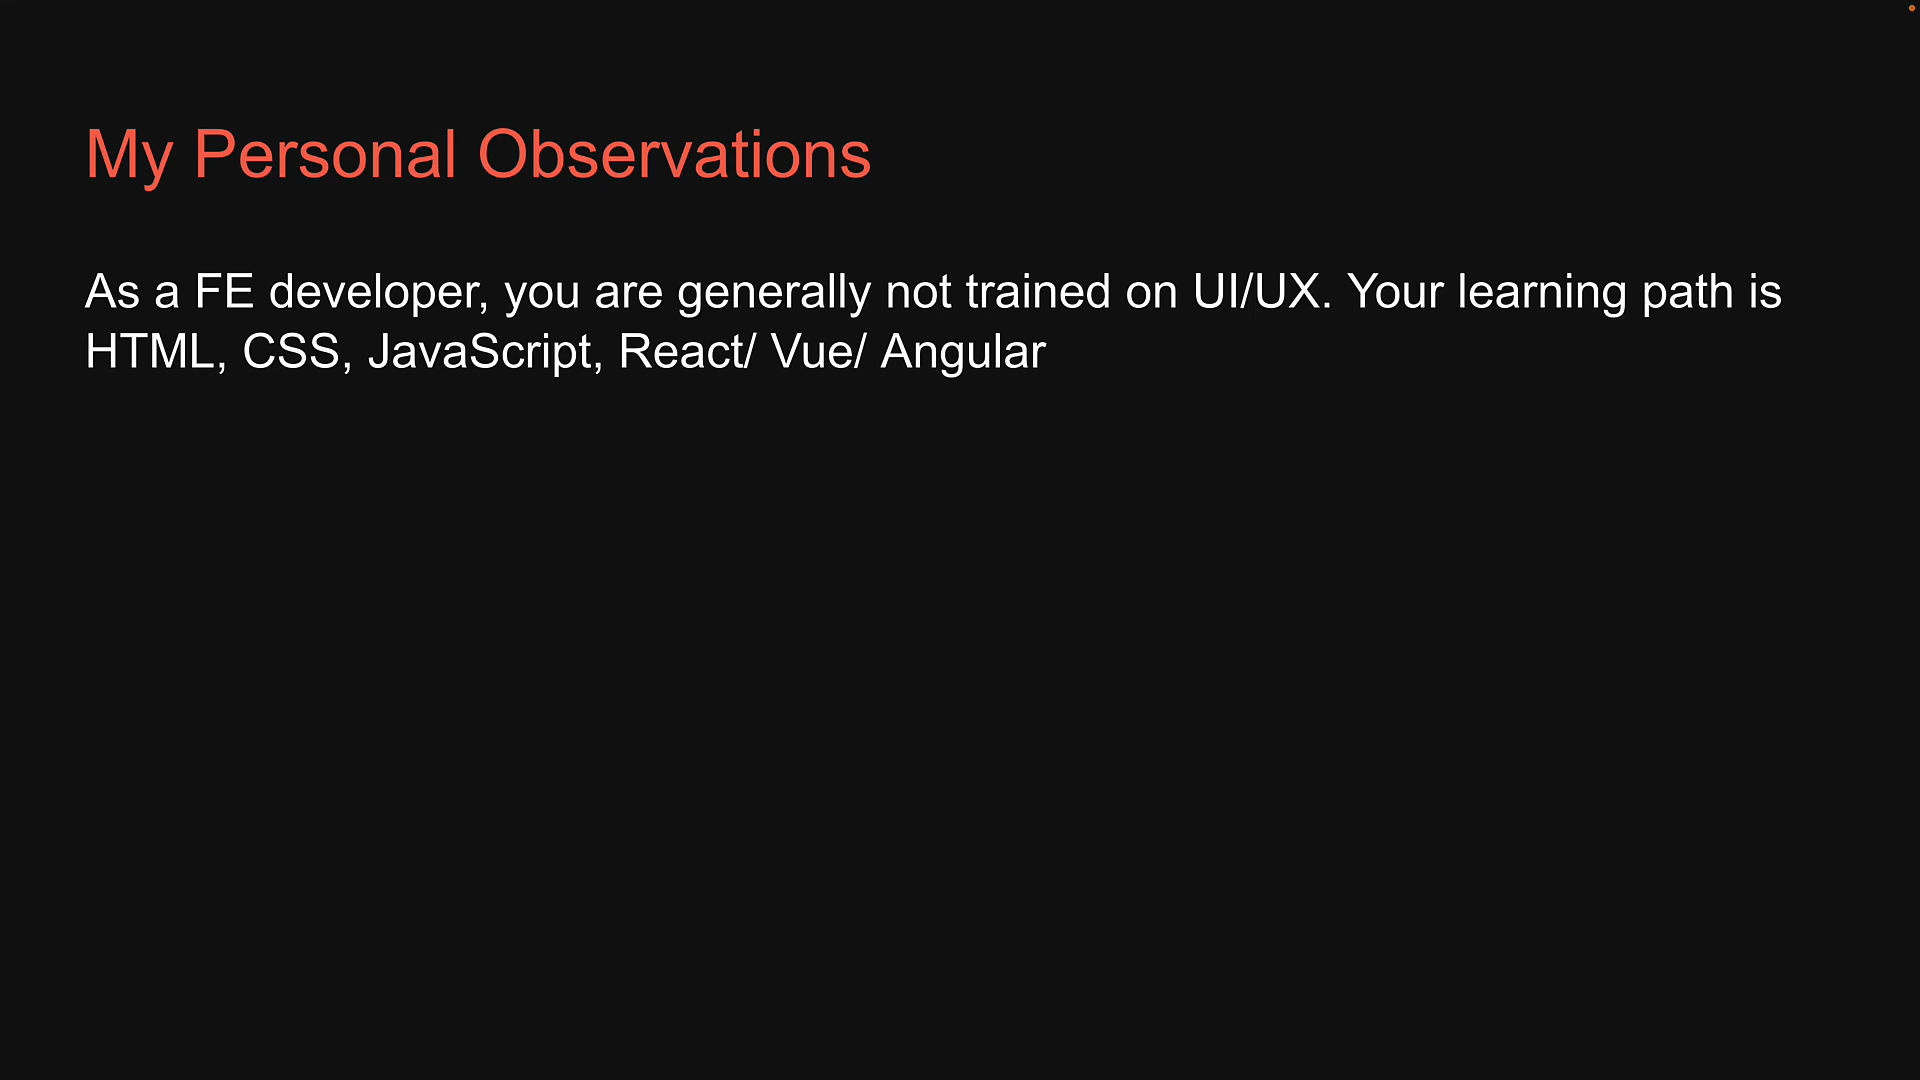 My Personal Observations
As a FE developer, you are generally not trained on UI/UX. Your learning path is
HTML, CSS, JavaScript, React/ Vue/ Angular